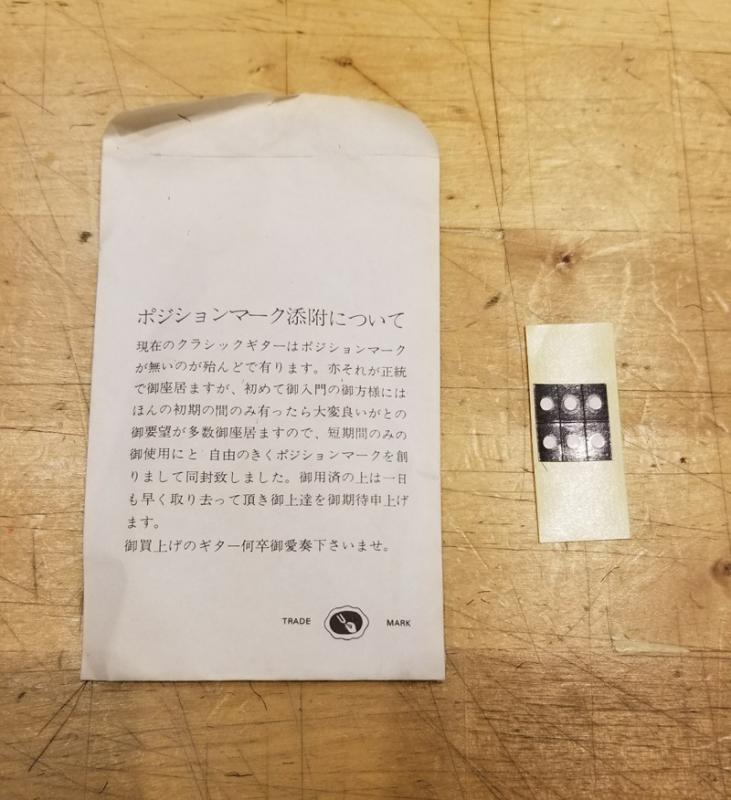 ポジションマーク添附について
現在のクラシックギターはポジションマーク
が無いのが殆んどで有ります。亦それが正統
で御座居ますが、初めて御入門の御方様には
ほんの初期の間のみ有ったら大変良いがとの
御要望が多数御座居ますので、短期間のみの
御使用にと 自由のきくポジションマークを創
りまして同封致しました。御用済の上は一日
も早く取り去って頂き御上達を御期待申上げ
ます。
御買上げのギター何卒御愛奏下さいませ。
TRADE MARK